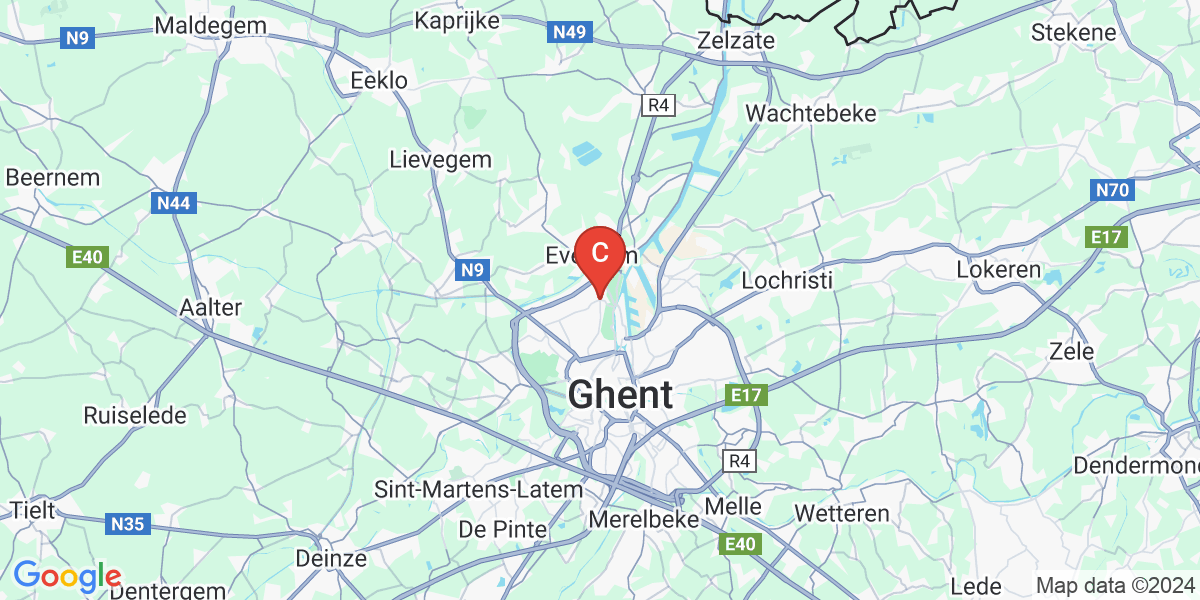 Maldegem
Kaprijke
N9
N49
Zelzate
Stekene
Eeklo
R4
Wachtebeke
Lievegem
Beernem
N44
N70
E17
E40
C
N9
Lochristi
Lokeren
Aalter
Zele
Ghent
E17
Ruiselede
R4
Dendermond
Sint-Martens-Latem
Tielt
N35
De Pinte
Merelbeke
Melle
Wetteren
E40
Deinze
Google
Dentergem
Lede
Map data ©2024